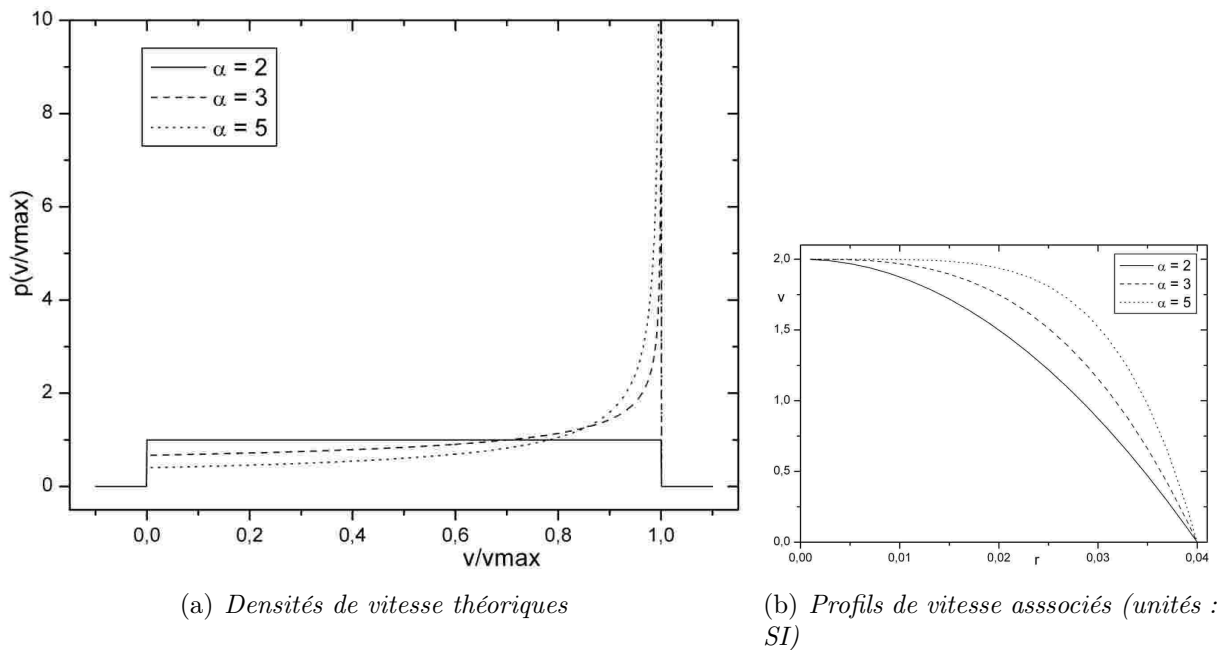 10
8
6
4
2
0
p(v/vmax)
α = 2
α = 3
α = 5
0,0
0,2
0,4
0,6
0,8
1,0
v/vmax
(a) Densités de vitesse théoriques
2,0
1,5
1,0
0,5
0,0
v
α = 2
α = 3
α = 5
0,00
0,01
0,02
0,03
0,04
r
(b) Profils de vitesse asssociés (unités :
SI)